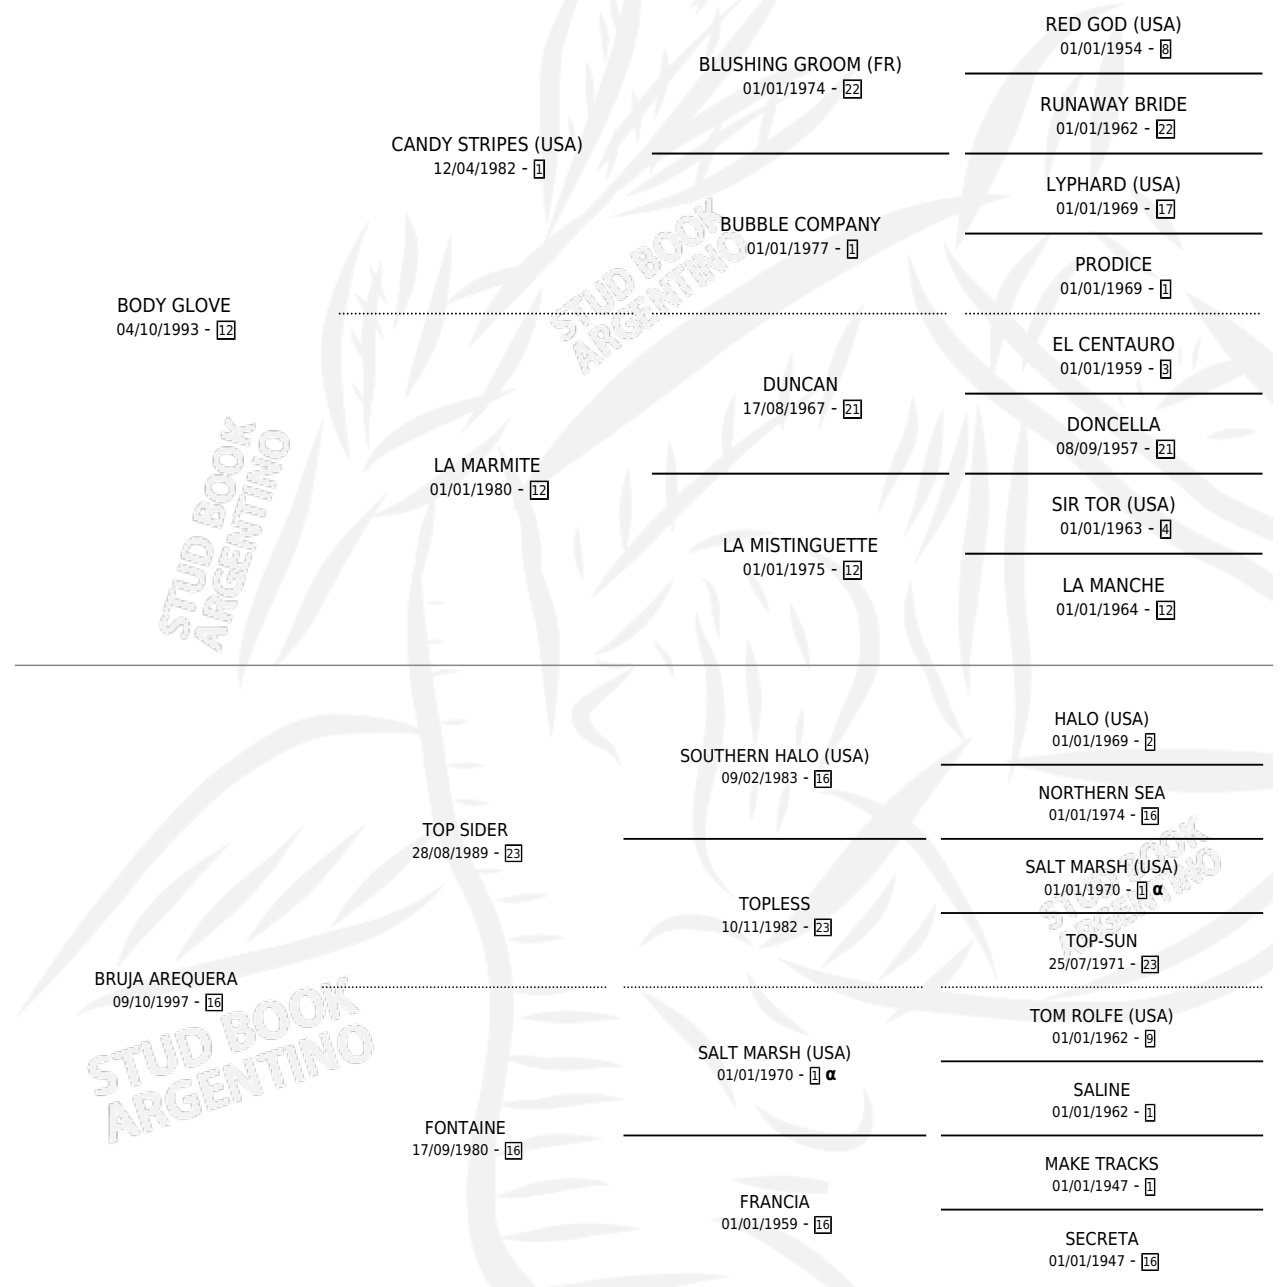 RED GOD (USA)
01/01/1954 - 8
BLUSHING GROOM (FR)
01/01/1974 - 22
RUNAWAY BRIDE
01/01/1962 - 22
CANDY STRIPES (USA)
12/04/1982 - 1
LYPHARD (USA)
01/01/1969 - 17
BUBBLE COMPANY
01/01/1977 - 1
PRODICE
01/01/1969 - 1
BODY GLOVE
04/10/1993 - 12
EL CENTAURO
01/01/1959 - 3
DUNCAN
17/08/1967 - 21
DONCELLA
08/09/1957 - 21
LA MARMITE
01/01/1980 - 12
SIR TOR (USA)
01/01/1963 - 4
LA MISTINGUETTE
01/01/1975 - 12
LA MANCHE
01/01/1964 - 12
STUD BOOK
ARGENTINO
STUD BOOK
ARGENTINO
HALO (USA)
01/01/1969 - 2
SOUTHERN HALO (USA)
09/02/1983 - 16
NORTHERN SEA
01/01/1974 - 16
TOP SIDER
28/08/1989 - 23
SALT MARSH (USA)
01/01/1970 - 1 α
TOPLESS
10/11/1982 - 23
TOP-SUN
25/07/1971 - 23
BRUJA AREQUERA
09/10/1997 - 16
TOM ROLFE (USA)
01/01/1962 - 9
SALT MARSH (USA)
01/01/1970 - 1 α
SALINE
01/01/1962 - 1
FONTAINE
17/09/1980 - 16
MAKE TRACKS
01/01/1947 - 1
FRANCIA
01/01/1959 - 16
SECRETA
01/01/1947 - 16
STUD BOOK
ARGENTINO
STUD BOOK
ARGENTINO